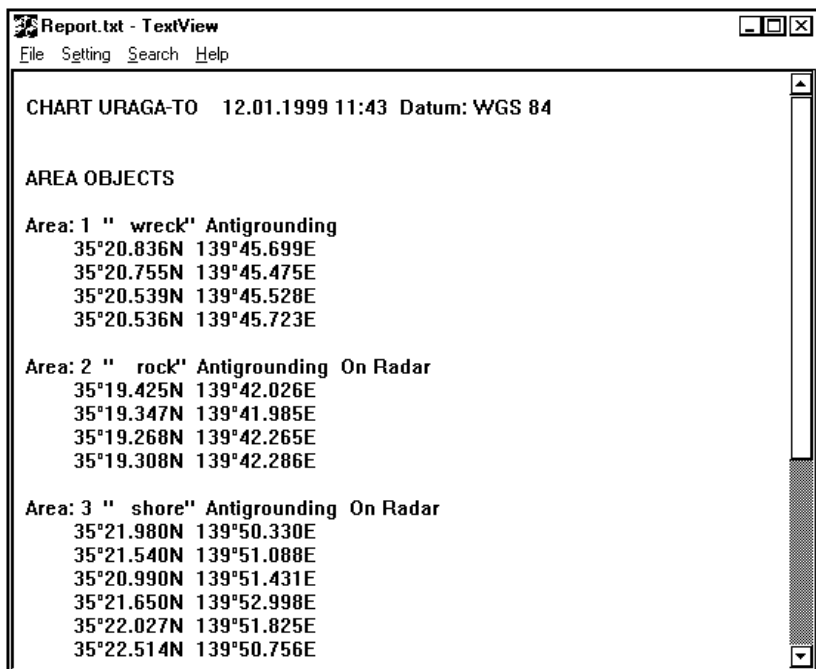 Report.txt - TextView
File Setting Search Help
CHART URAGA-TO 12.01.1999 11:43 Datum: WGS 84
AREA OBJECTS
Area: 1 " wreck" Antigrounding
35°20.836N 139°45.699E
35°20.755N 139°45.475E
35°20.539N 139°45.528E
35°20.536N 139°45.723E
Area: 2 " rock" Antigrounding On Radar
35°19.425N 139°42.026E
35°19.347N 139°41.985E
35°19.268N 139°42.265E
35°19.308N 139°42.286E
Area: 3 " shore" Antigrounding On Radar
35°21.980N 139°50.330E
35°21.540N 139°51.088E
35°20.990N 139°51.431E
35°21.650N 139°52.998E
35°22.027N 139°51.825E
35°22.514N 139°50.756E